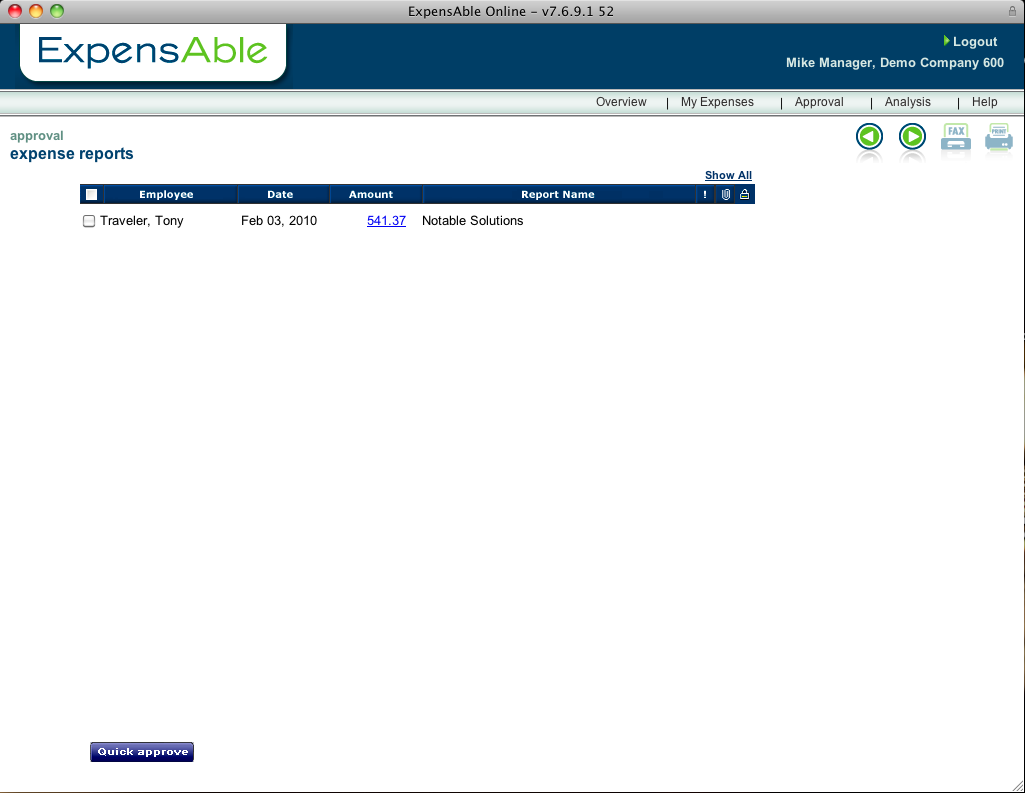 ExpensAble Online – v7.6.9.1 52
ExpensAble
Logout
Mike Manager, Demo Company 600
Overview | My Expenses | Approval | Analysis | Help
approval
expense reports
FAX
PRINT
Show All
Employee Date Amount Report Name !
Traveler, Tony Feb 03, 2010 541.37 Notable Solutions
Quick approve